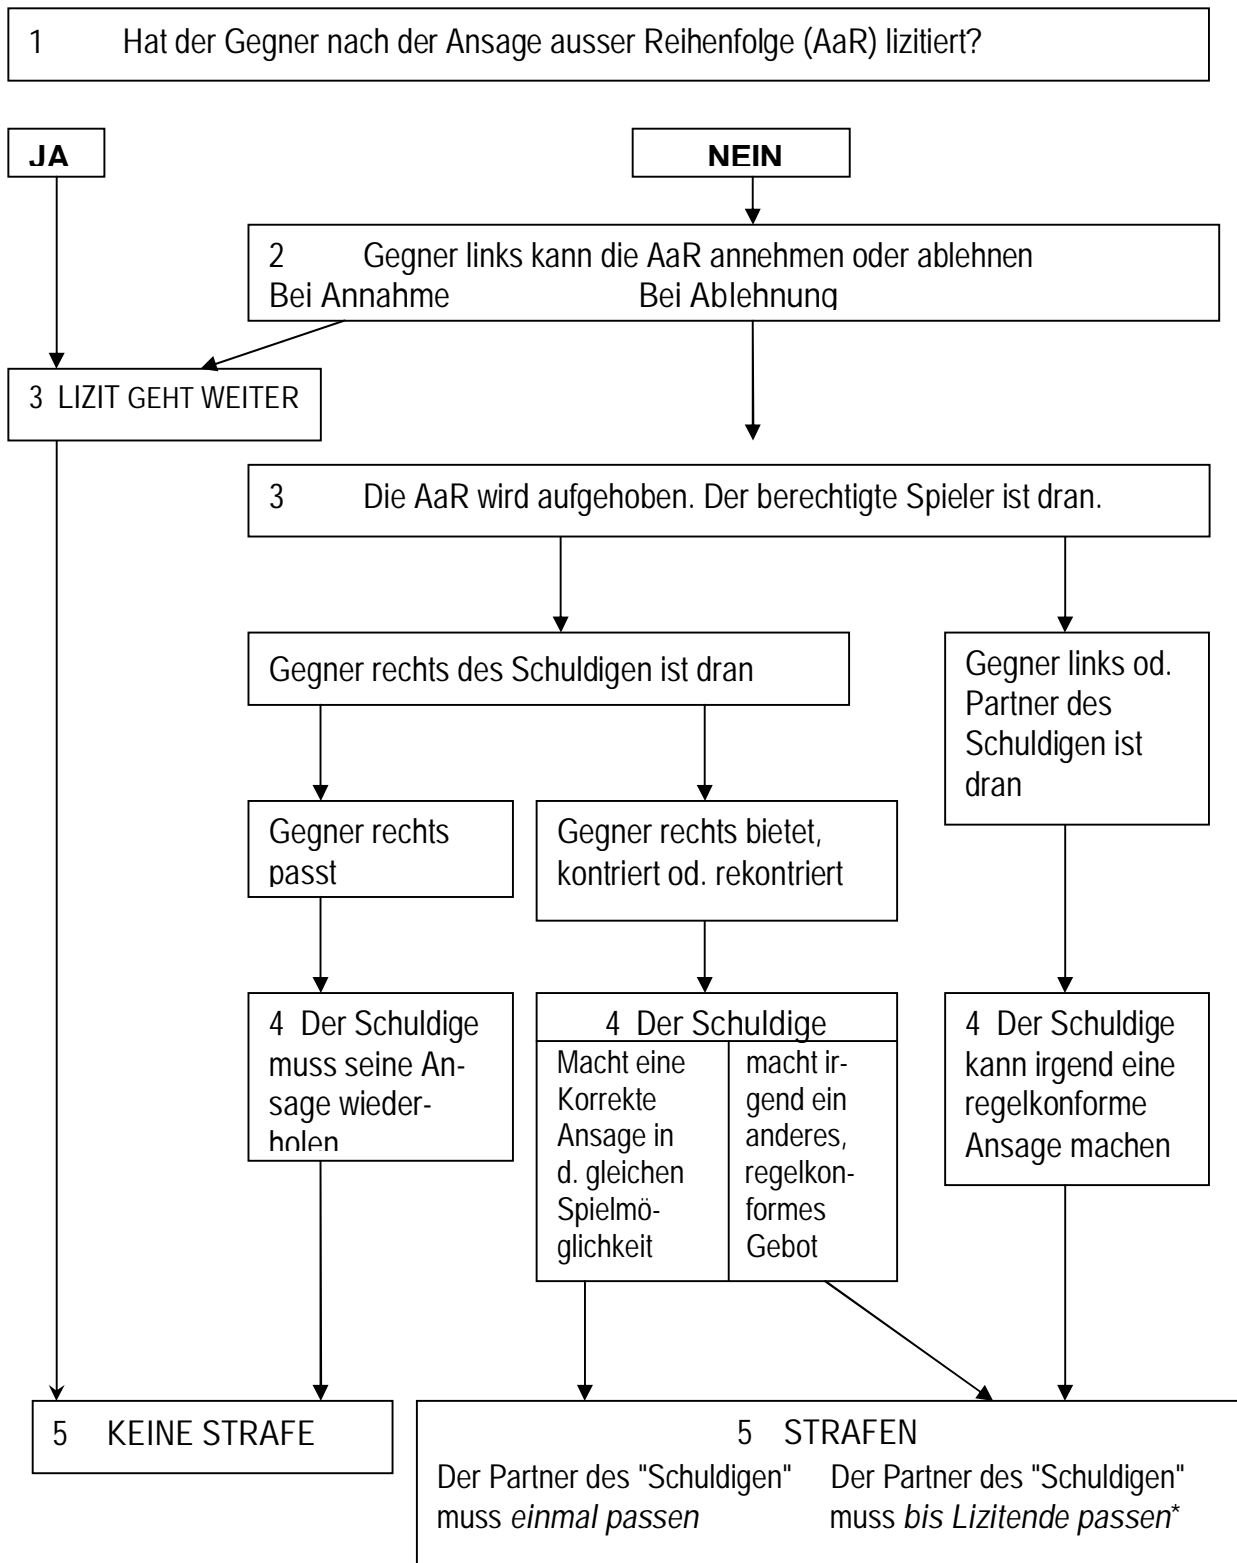 1 Hat der Gegner nach der Ansage ausser Reihenfolge (AaR) lizitiert?
JA
NEIN
2 Gegner links kann die AaR annehmen oder ablehnen
Bei Annahme Bei Ablehnung
3 LIZIT GEHT WEITER
3 Die AaR wird aufgehoben. Der berechtigte Spieler ist dran.
Gegner rechts des Schuldigen ist dran
Gegner links od.
Partner des
Schuldigen ist
dran
Gegner rechts
passt
Gegner rechts bietet,
kontriert od. rekontriert
4 Der Schuldige
muss seine An-
sage wieder-
holen
4 Der Schuldige
Macht eine
Korrekte
Ansage in
d. gleichen
Spielmö-
glichkeit
macht ir-
gend ein
anderes,
regelkon-
formes
Gebot
4 Der Schuldige
kann irgend eine
regelkonforme
Ansage machen
5 KEINE STRAFE
5 STRAFEN
Der Partner des "Schuldigen"
muss einmal passen
Der Partner des "Schuldigen"
muss bis Lizitende passen*